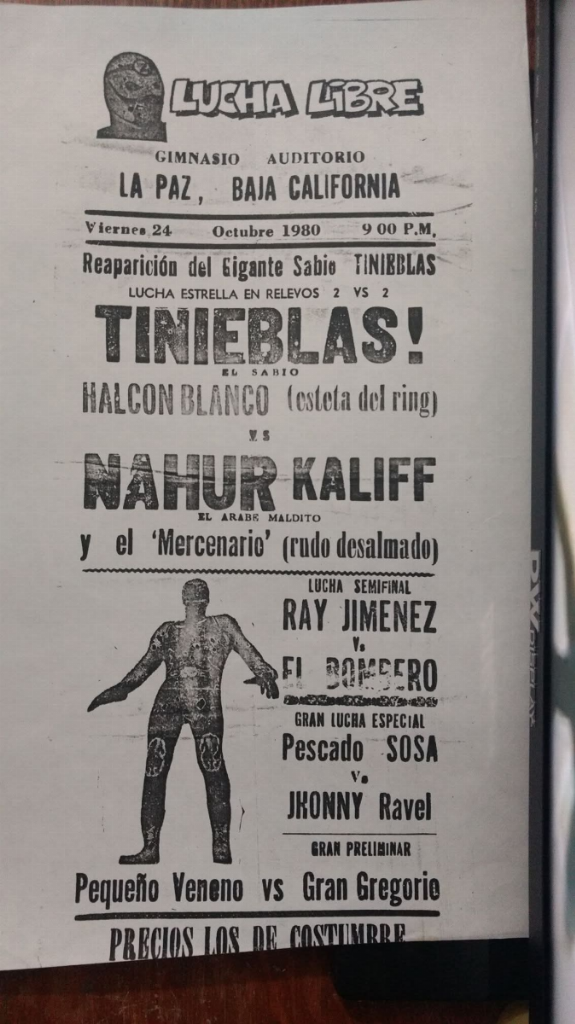 LUCHA LIBRE
GIMNASIO AUDITORIO
LA PAZ, BAJA CALIFORNIA
Viernes 24 Octubre 1980 9 00 P.M.
Reaparición del Gigante Sabio TINIEBLAS
LUCHA ESTRELLA EN RELEVOS 2 VS 2
TINIEBLAS!
EL SABIO
HALCON BLANCO (esteta del ring)
vs
NAHUR KALIFF
EL ARABE MALDITO
y el 'Mercenario' (rudo desalmado)
LUCHA SEMIFINAL
RAY JIMENEZ
Vs
EL BOMBERO
GRAN LUCHA ESPECIAL
Pescado SOSA
Vs
JHONNY Ravel
GRAN PRELIMINAR
Pequeño Veneno vs Gran Gregorio
PRECIOS LOS DE COSTUMBRE